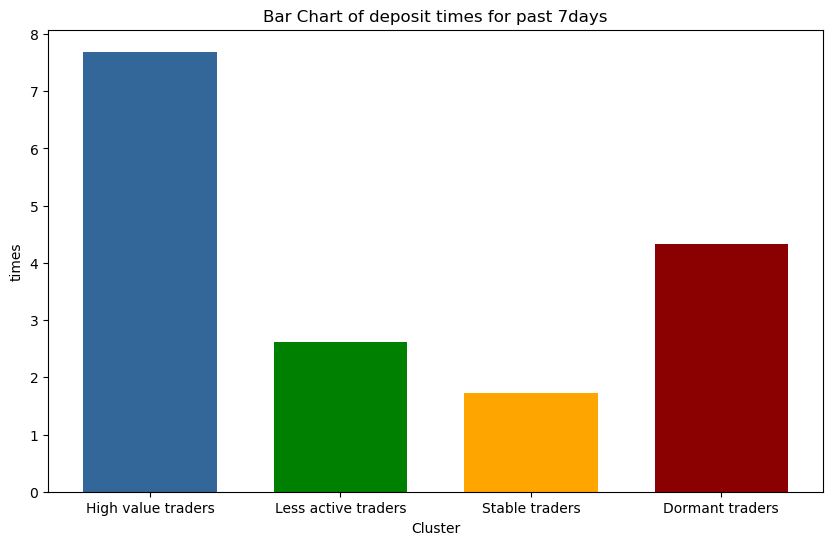 Bar Chart of deposit times for past 7days
8
7
6
5
4
3
2
1
0
times
High value traders Less active traders Stable traders Dormant traders
Cluster